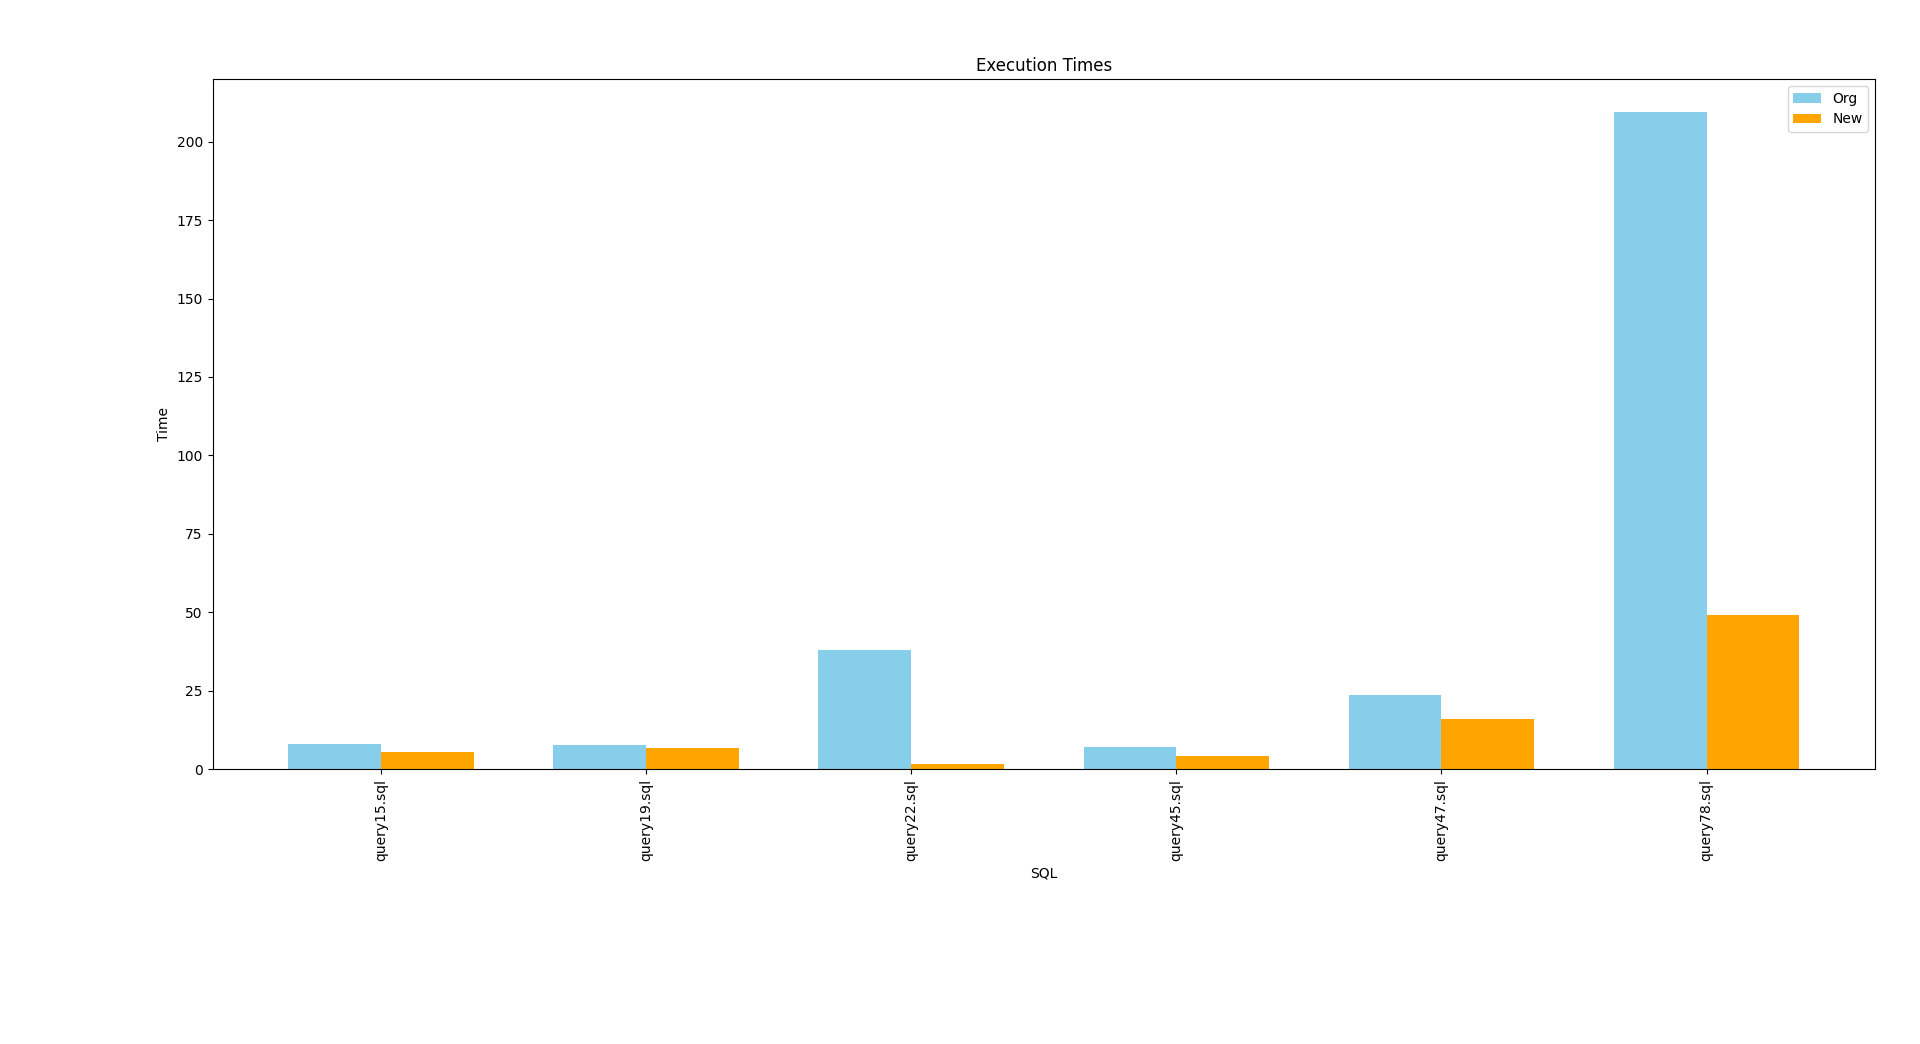 Execution Times
Org
New
200
175
150
125
100
75
50
25
0
Time
query15.sql
query19.sql
query22.sql
query45.sql
query47.sql
query78.sql
SQL